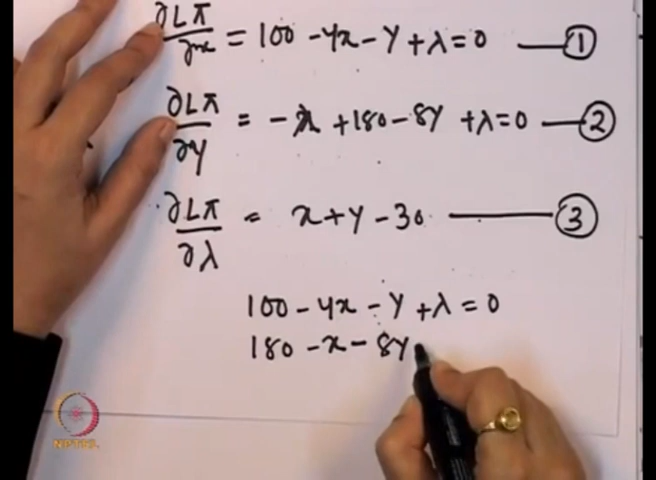 ∂Lπ/∂x = 100 - 4x - y + λ = 0 —— ①
∂Lπ/∂y = - x + 180 - 8y + λ = 0 —— ②
∂Lπ/∂λ = x + y - 30 —— ③
100 - 4x - y + λ = 0
180 - x - 8y
NPTEL